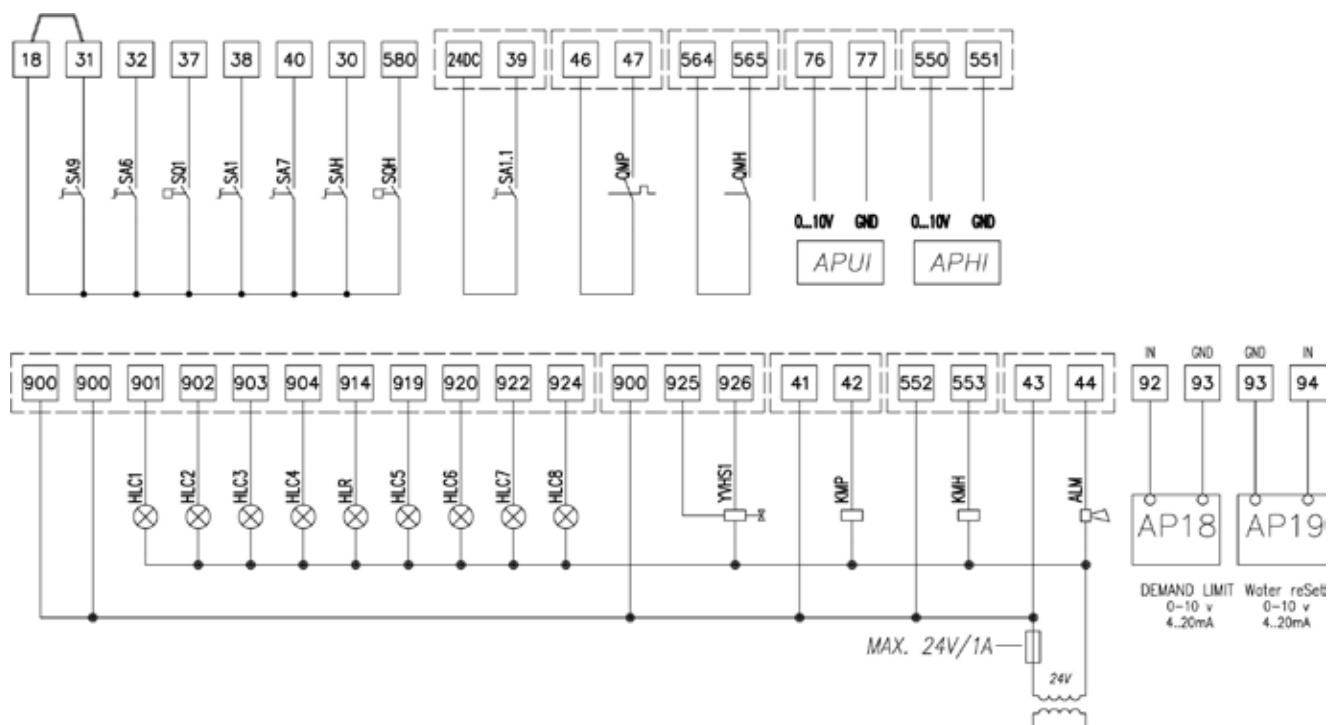 18 31 32 37 38 40 30 580 24DC 39 46 47 564 565 76 77 550 551
SA9 SA6 SQ1 SA1 SA7 SAH SQH SA1.1 QMP QMH
0...10V GND 0...10V GND
APUI APHI
IN GND GND IN
900 900 901 902 903 904 914 919 920 922 924 900 925 926 41 42 552 553 43 44 92 93 93 94
HLC1 HLC2 HLC3 HLC4 HLR HLC5 HLC6 HLC7 HLC8 YVHS1 KMP KMH ALM
AP18 AP19
DEMAND LIMIT Water reSet
0-10 v 0-10 v
4..20mA 4..20mA
MAX. 24V/1A
24V